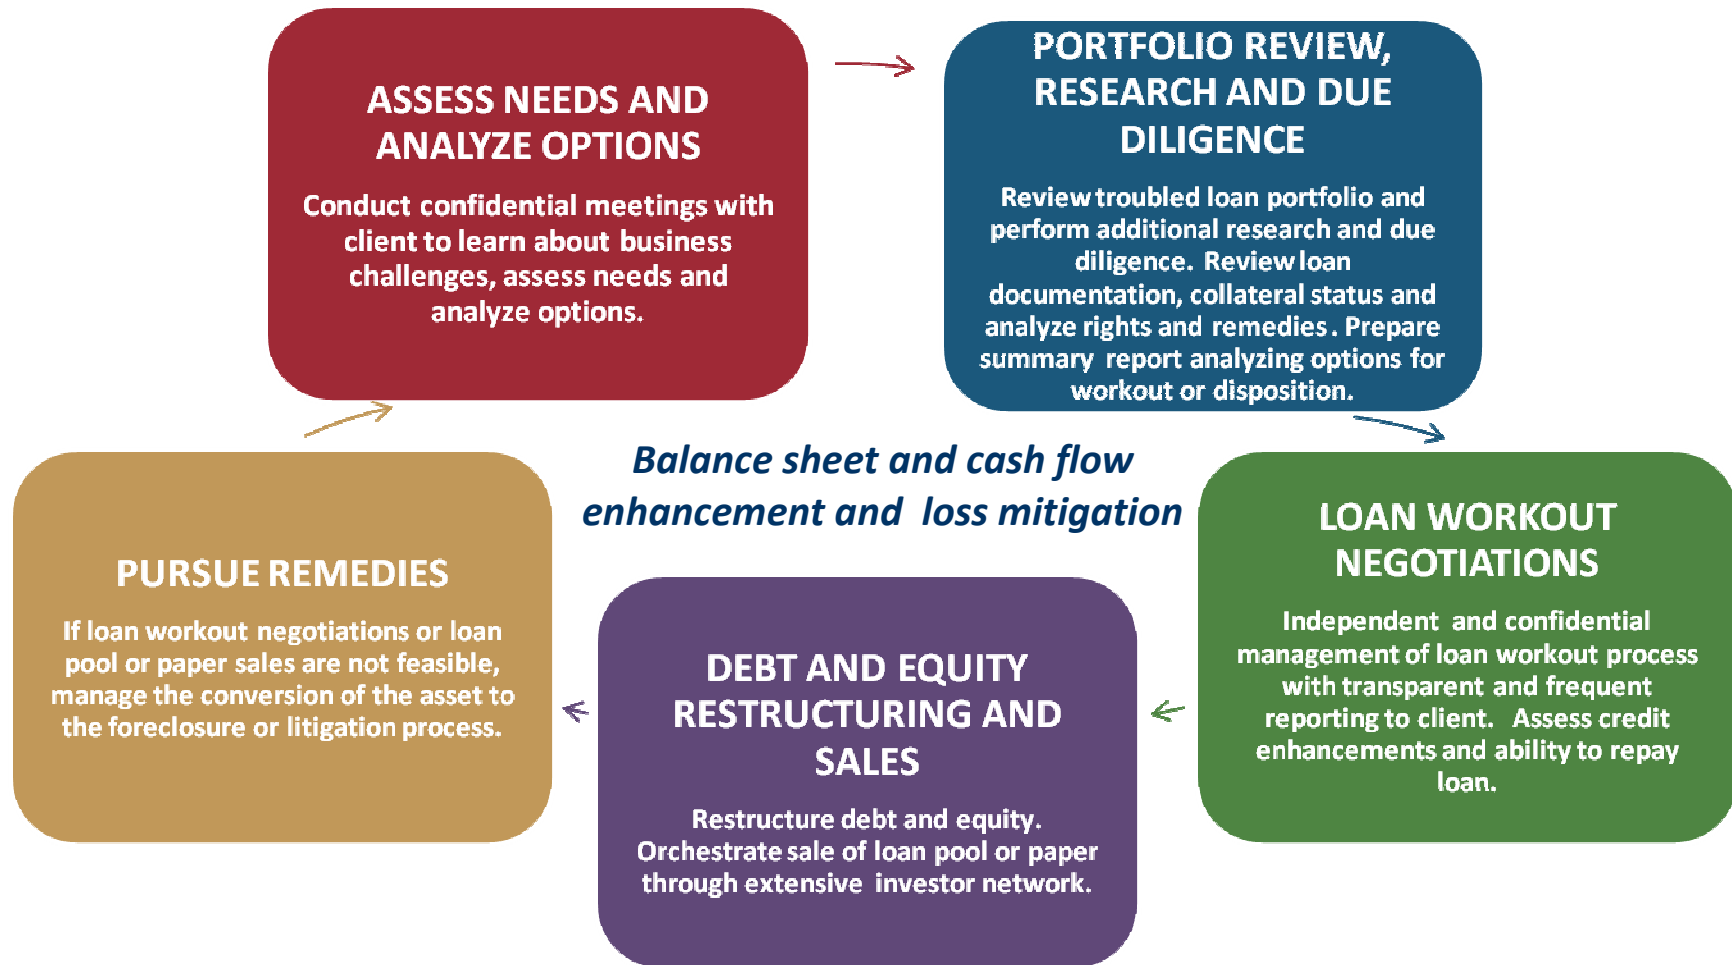 ASSESS NEEDS AND
ANALYZE OPTIONS
Conduct confidential meetings with
client to learn about business
challenges, assess needs and
analyze options.
PORTFOLIO REVIEW,
RESEARCH AND DUE
DILIGENCE
Review troubled loan portfolio and
perform additional research and due
diligence. Review loan
documentation, collateral status and
analyze rights and remedies. Prepare
summary report analyzing options for
workout or disposition.
Balance sheet and cash flow
enhancement and loss mitigation
LOAN WORKOUT
NEGOTIATIONS
Independent and confidential
management of loan workout process
with transparent and frequent
reporting to client. Assess credit
enhancements and ability to repay
loan.
DEBT AND EQUITY
RESTRUCTURING AND
SALES
Restructure debt and equity.
Orchestrate sale of loan pool or paper
through extensive investor network.
PURSUE REMEDIES
If loan workout negotiations or loan
pool or paper sales are not feasible,
manage the conversion of the asset to
the foreclosure or litigation process.